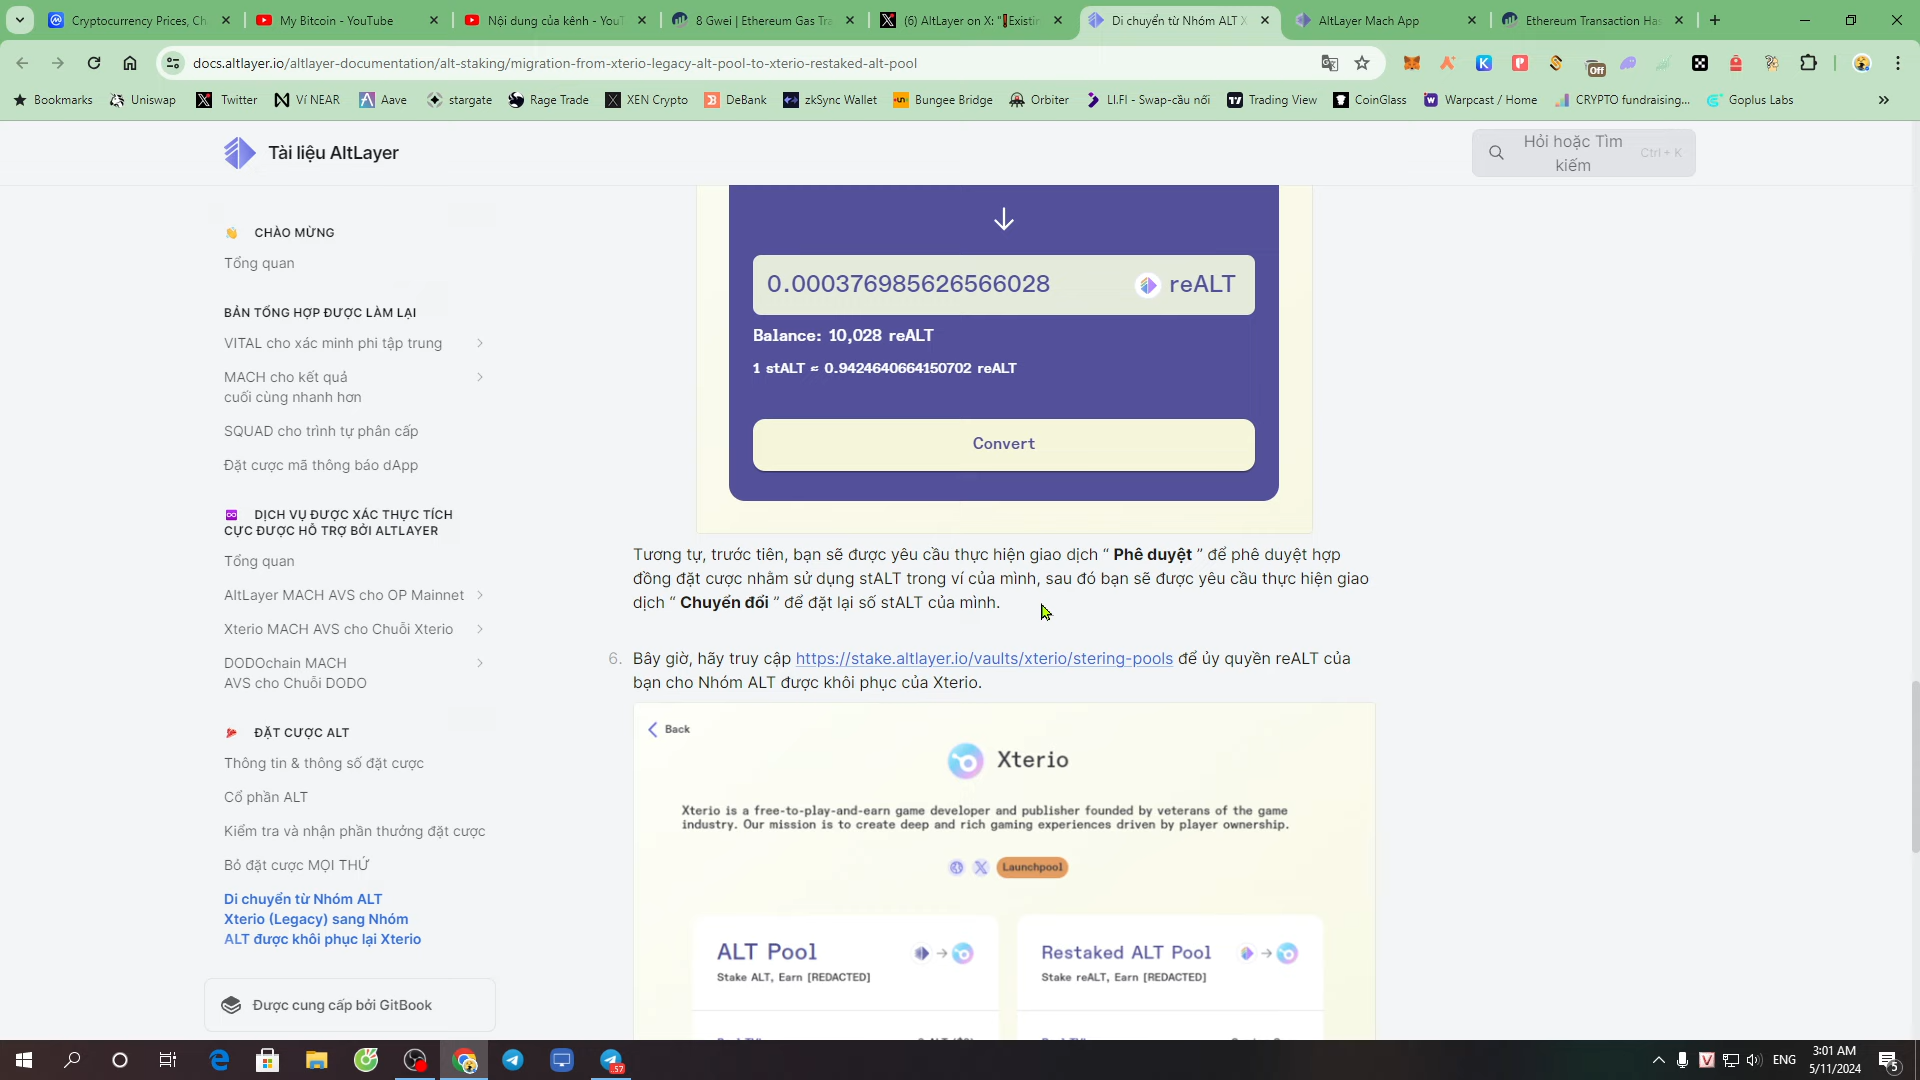 Cryptocurrency Prices, Ch
My Bitcoin - YouTube
Nội dung của kênh - YouT
8 Gwei | Ethereum Gas Tra
(6) AltLayer on X: "❗Existin
Di chuyển từ Nhóm ALT X
AltLayer Mach App
Ethereum Transaction Has
docs.altlayer.io/altlayer-documentation/alt-staking/migration-from-xterio-legacy-alt-pool-to-xterio-restaked-alt-pool
Off
Bookmarks
Uniswap
Twitter
Ví NEAR
Aave
stargate
Rage Trade
XEN Crypto
DeBank
zkSync Wallet
Bungee Bridge
Orbiter
LI.FI - Swap-cầu nối
Trading View
CoinGlass
Warpcast / Home
CRYPTO fundraising...
Goplus Labs
Tài liệu AltLayer
Hỏi hoặc Tìm
kiếm
Ctrl + K
👋 CHÀO MỪNG
Tổng quan
BẢN TỔNG HỢP ĐƯỢC LÀM LẠI
VITAL cho xác minh phi tập trung
MACH cho kết quả
cuối cùng nhanh hơn
SQUAD cho trình tự phân cấp
Đặt cược mã thông báo dApp
DỊCH VỤ ĐƯỢC XÁC THỰC TÍCH
CỰC ĐƯỢC HỖ TRỢ BỞI ALTLAYER
Tổng quan
AltLayer MACH AVS cho OP Mainnet
Xterio MACH AVS cho Chuỗi Xterio
DODOchain MACH
AVS cho Chuỗi DODO
ĐẶT CƯỢC ALT
Thông tin & thông số đặt cược
Cổ phần ALT
Kiểm tra và nhận phần thưởng đặt cược
Bỏ đặt cược MỌI THỨ
Di chuyển từ Nhóm ALT
Xterio (Legacy) sang Nhóm
ALT được khôi phục lại Xterio
Được cung cấp bởi GitBook
0.000376985626566028
reALT
Balance: 10,028 reALT
1 stALT ≈ 0.9424640664150702 reALT
Convert
Tương tự, trước tiên, bạn sẽ được yêu cầu thực hiện giao dịch “ Phê duyệt ” để phê duyệt hợp
đồng đặt cược nhằm sử dụng stALT trong ví của mình, sau đó bạn sẽ được yêu cầu thực hiện giao
dịch “ Chuyển đổi ” để đặt lại số stALT của mình.
6. Bây giờ, hãy truy cập https://stake.altlayer.io/vaults/xterio/stering-pools để ủy quyền reALT của
bạn cho Nhóm ALT được khôi phục của Xterio.
Back
Xterio
Xterio is a free-to-play-and-earn game developer and publisher founded by veterans of the game
industry. Our mission is to create deep and rich gaming experiences driven by player ownership.
Launchpool
ALT Pool
Stake ALT, Earn [REDACTED]
Restaked ALT Pool
Stake reALT, Earn [REDACTED]
57
ENG
3:01 AM
5/11/2024
5